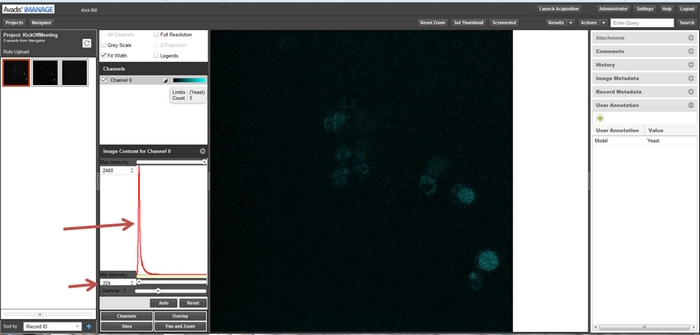 Avadis iMANAGE Kick Bill Launch Acquisition Administrator Settings Help Logout
Projects Navigator Reset Zoom Set Thumbnail Screenshot Results Actions Enter Query Search
Project: KickOffMeeting
3 records from Navigator
Role Upload
All Channels Full Resolution
Grey Scale Z Projection
Fit Width Legends
Channels
Channel 0
Limits : (Yeast)
Count : 3
Image Contrast for Channel 0
Max Intensity
2460
Min Intensity
224
Gamma : 1
Auto Reset
Channels Overlay
Sites Pan and Zoom
Sort by: Record ID
Attachments
Comments
History
Image Metadata
Record Metadata
User Annotation
User Annotation Value
Model Yeast